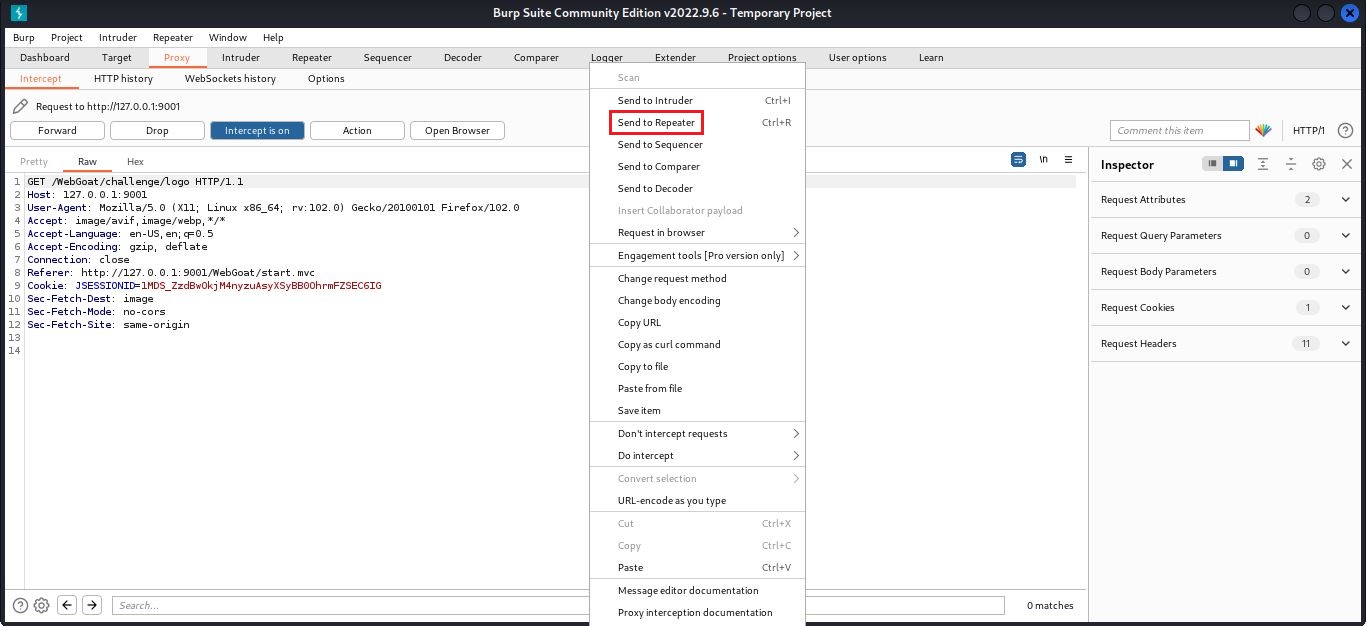 Burp Suite Community Edition v2022.9.6 - Temporary Project
Burp Project Intruder Repeater Window Help
Dashboard Target Proxy Intruder Repeater Sequencer Decoder Comparer Logger Extender Project options User options Learn
Intercept HTTP history WebSockets history Options
Request to http://127.0.0.1:9001
Forward Drop Intercept is on Action Open Browser Comment this item HTTP/1 ?
Pretty Raw Hex \n
1 GET /WebGoat/challenge/logo HTTP/1.1
2 Host: 127.0.0.1:9001
3 User-Agent: Mozilla/5.0 (X11; Linux x86_64; rv:102.0) Gecko/20100101 Firefox/102.0
4 Accept: image/avif,image/webp,*/*
5 Accept-Language: en-US,en;q=0.5
6 Accept-Encoding: gzip, deflate
7 Connection: close
8 Referer: http://127.0.0.1:9001/WebGoat/start.mvc
9 Cookie: JSESSIONID=1MDS_ZzdBwOkjM4nyzuAsyXSyBB0OhrmFZSEC6IG
10 Sec-Fetch-Dest: image
11 Sec-Fetch-Mode: no-cors
12 Sec-Fetch-Site: same-origin
13
14
Scan
Send to Intruder Ctrl+I
Send to Repeater Ctrl+R
Send to Sequencer
Send to Comparer
Send to Decoder
Insert Collaborator payload
Request in browser
Engagement tools [Pro version only]
Change request method
Change body encoding
Copy URL
Copy as curl command
Copy to file
Paste from file
Save item
Don't intercept requests
Do intercept
Convert selection
URL-encode as you type
Cut Ctrl+X
Copy Ctrl+C
Paste Ctrl+V
Message editor documentation
Proxy interception documentation
Inspector
Request Attributes 2
Request Query Parameters 0
Request Body Parameters 0
Request Cookies 1
Request Headers 11
? Search... 0 matches